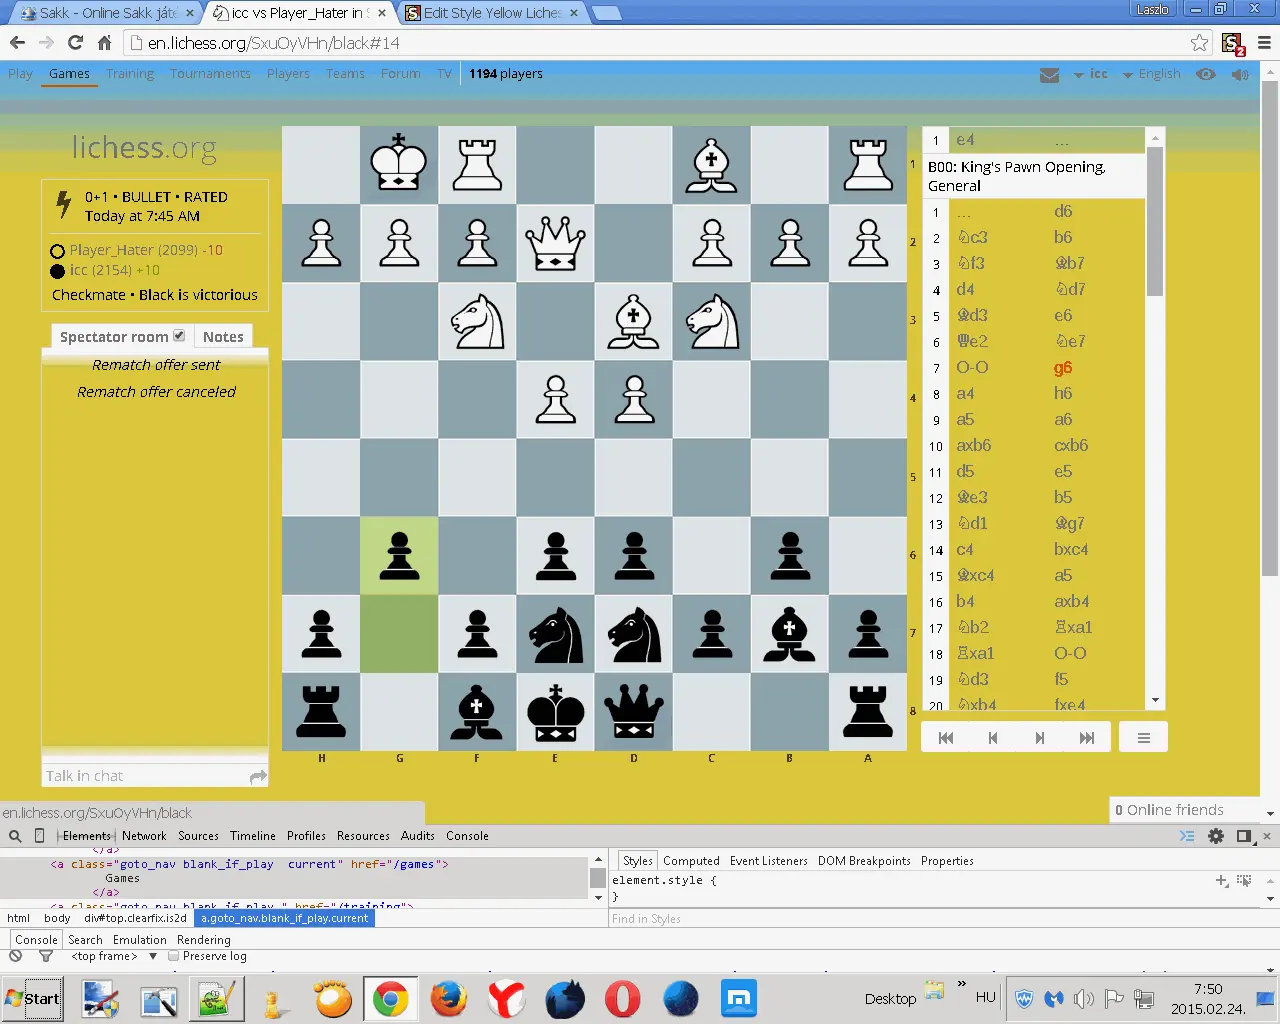 Sakk - Online Sakk ját
icc vs Player_Hater in
Edit Style Yellow Liches
Laszlo
en.lichess.org/SxuOyVHn/black#14
2
Play Games Training Tournaments Players Teams Forum TV 1194 players
icc English
lichess.org
0+1 • BULLET • RATED
Today at 7:45 AM
Player_Hater (2099) -10
icc (2154) +10
Checkmate • Black is victorious
Spectator room Notes
Rematch offer sent
Rematch offer canceled
Talk in chat
1
2
3
4
5
6
7
8
H G F E D C B A
1 e4 ...
B00: King's Pawn Opening,
General
1 ... d6
2 ♘c3 b6
3 ♘f3 ♗b7
4 d4 ♘d7
5 ♗d3 e6
6 ♕e2 ♘e7
7 O-O g6
8 a4 h6
9 a5 a6
10 axb6 cxb6
11 d5 e5
12 ♗e3 b5
13 ♘d1 ♗g7
14 c4 bxc4
15 ♗xc4 a5
16 b4 axb4
17 ♘b2 ♖xa1
18 ♖xa1 O-O
19 ♘d3 f5
20 ♘xb4 fxe4
0 Online friends
en.lichess.org/SxuOyVHn/black
Elements Network Sources Timeline Profiles Resources Audits Console
</a>
<a class="goto_nav blank_if_play  current" href="/games">
Games
</a>
<a class="goto_nav blank_if_play " href="/training">
html body div#top.clearfix.is2d a.goto_nav.blank_if_play.current
Styles Computed Event Listeners DOM Breakpoints Properties
element.style {
}
Find in Styles
Console Search Emulation Rendering
<top frame> Preserve log
Start
Desktop
»
HU
7:50
2015.02.24.